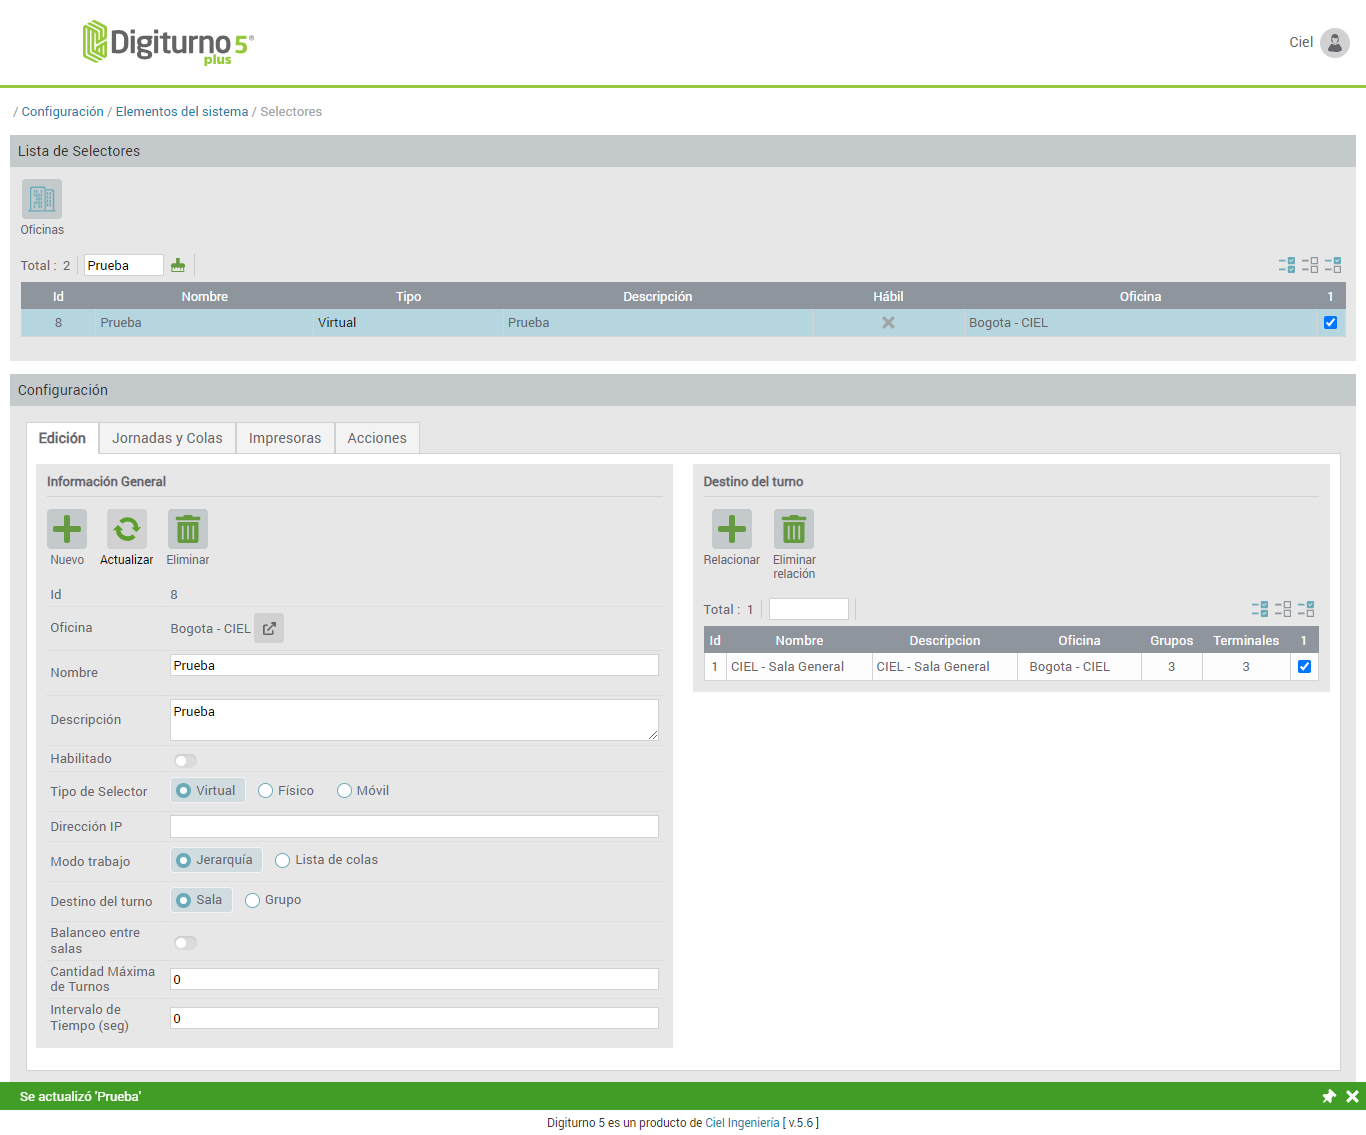 Digiturno 5 ®
plus
Ciel
/ Configuración / Elementos del sistema / Selectores
Lista de Selectores
Oficinas
Total : 2 Prueba
Id Nombre Tipo Descripción Hábil Oficina 1
8 Prueba Virtual Prueba Bogota - CIEL
Configuración
Edición Jornadas y Colas Impresoras Acciones
Información General
Nuevo Actualizar Eliminar
Id 8
Oficina Bogota - CIEL
Nombre Prueba
Descripción Prueba
Habilitado
Tipo de Selector Virtual Físico Móvil
Dirección IP
Modo trabajo Jerarquía Lista de colas
Destino del turno Sala Grupo
Balanceo entre
salas
Cantidad Máxima
de Turnos 0
Intervalo de
Tiempo (seg) 0
Destino del turno
Relacionar Eliminar
relación
Total : 1
Id Nombre Descripcion Oficina Grupos Terminales 1
1 CIEL - Sala General CIEL - Sala General Bogota - CIEL 3 3
Se actualizó 'Prueba'
Digiturno 5 es un producto de Ciel Ingeniería [ v.5.6 ]